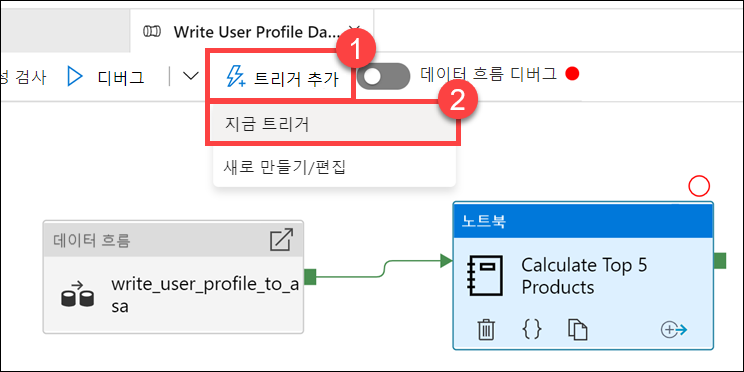 Write User Profile Da...
1
성 검사
디버그
트리거 추가
데이터 흐름 디버그
2
지금 트리거
새로 만들기/편집
데이터 흐름
write_user_profile_to_a
sa
노트북
Calculate Top 5
Products
{}